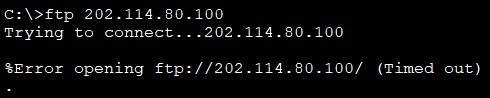 C:\>ftp 202.114.80.100
Trying to connect...202.114.80.100
%Error opening ftp://202.114.80.100/ (Timed out)
.